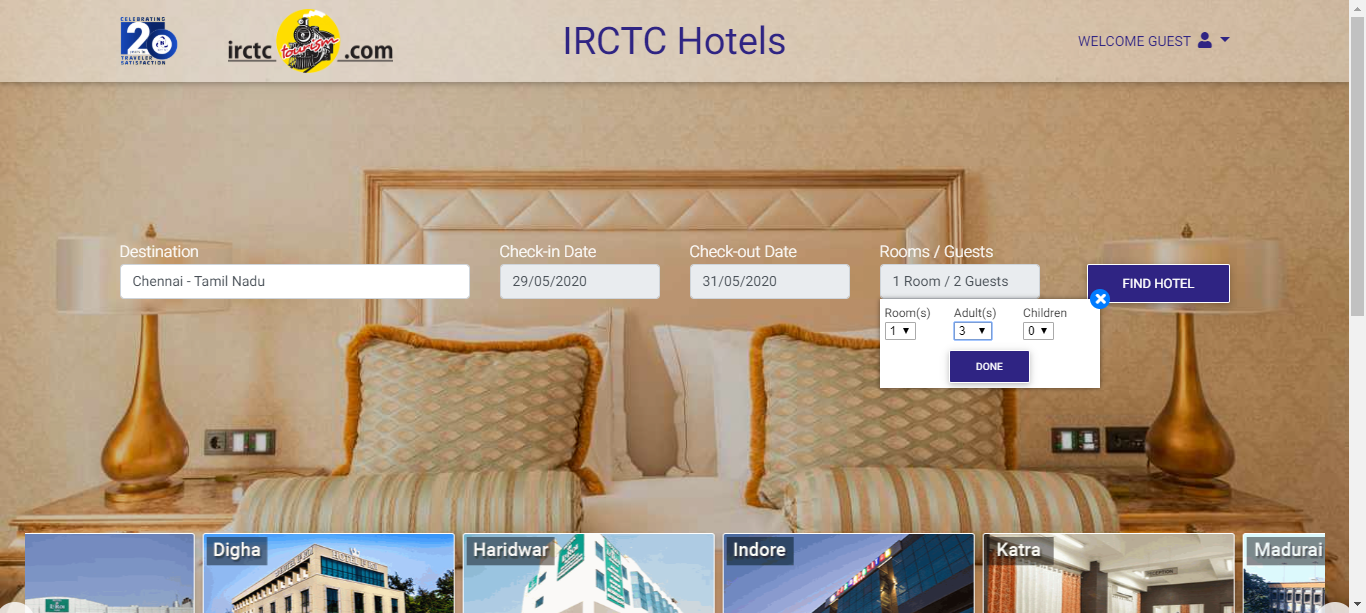 CELEBRATING
20
TRAVELER
SATISFACTION
irctc tourism .com
IRCTC Hotels
WELCOME GUEST
Destination
Check-in Date
Check-out Date
Rooms / Guests
Chennai - Tamil Nadu
29/05/2020
31/05/2020
1 Room / 2 Guests
FIND HOTEL
Room(s)
Adult(s)
Children
1
3
0
DONE
Digha
Haridwar
Indore
Katra
Madurai
RECEPTION